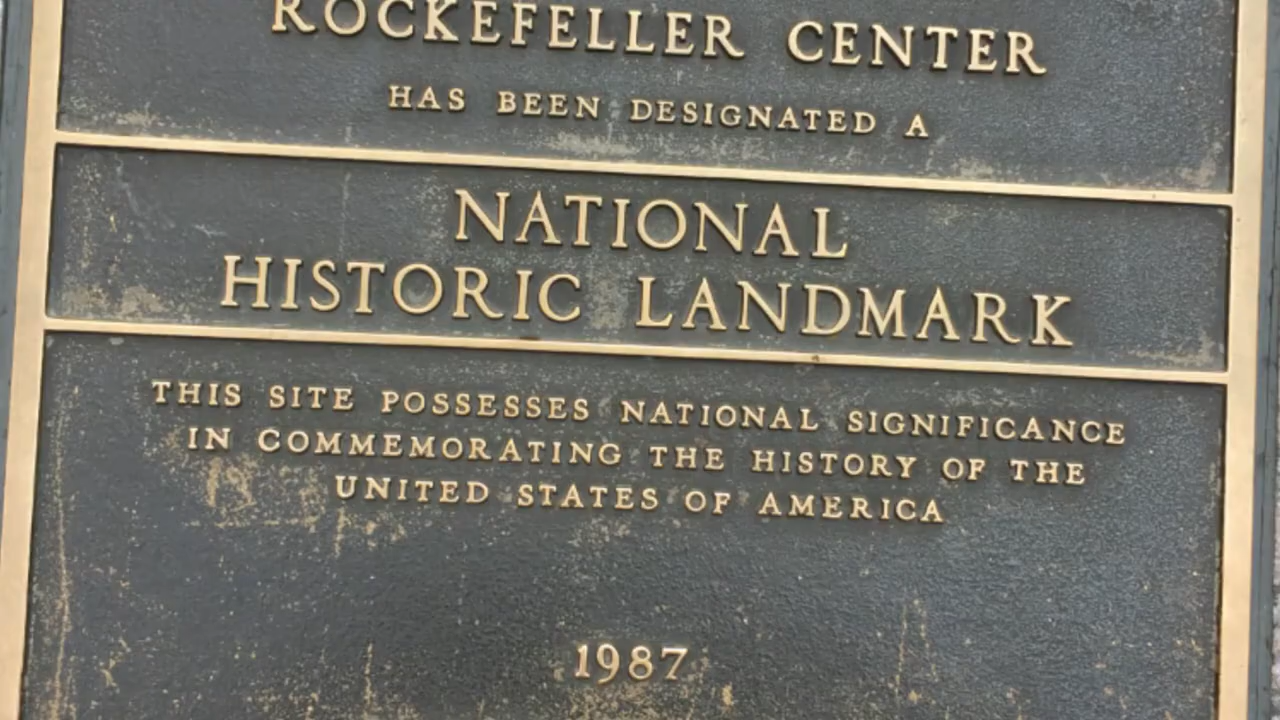 ROCKEFELLER CENTER
HAS BEEN DESIGNATED A
NATIONAL
HISTORIC LANDMARK
THIS SITE POSSESSES NATIONAL SIGNIFICANCE
IN COMMEMORATING THE HISTORY OF THE
UNITED STATES OF AMERICA
1987